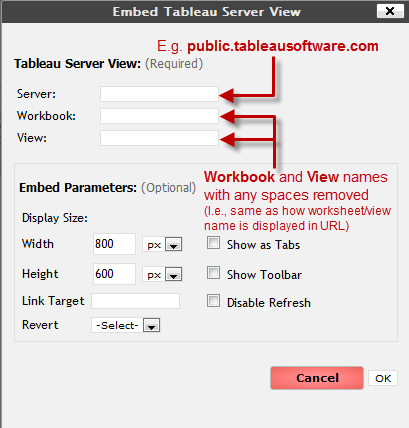 Embed Tableau Server View
E.g. public.tableausoftware.com
Tableau Server View: (Required)
Server:
Workbook:
View:
Workbook and View names
with any spaces removed
(I.e., same as how worksheet/view
name is displayed in URL)
Embed Parameters: (Optional)
Display Size:
Width 800 px Show as Tabs
Height 600 px Show Toolbar
Link Target Disable Refresh
Revert -Select-
Cancel OK